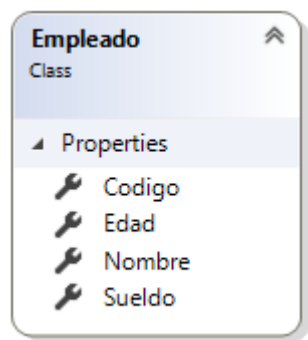 Empleado
Class
Properties
Codigo
Edad
Nombre
Sueldo